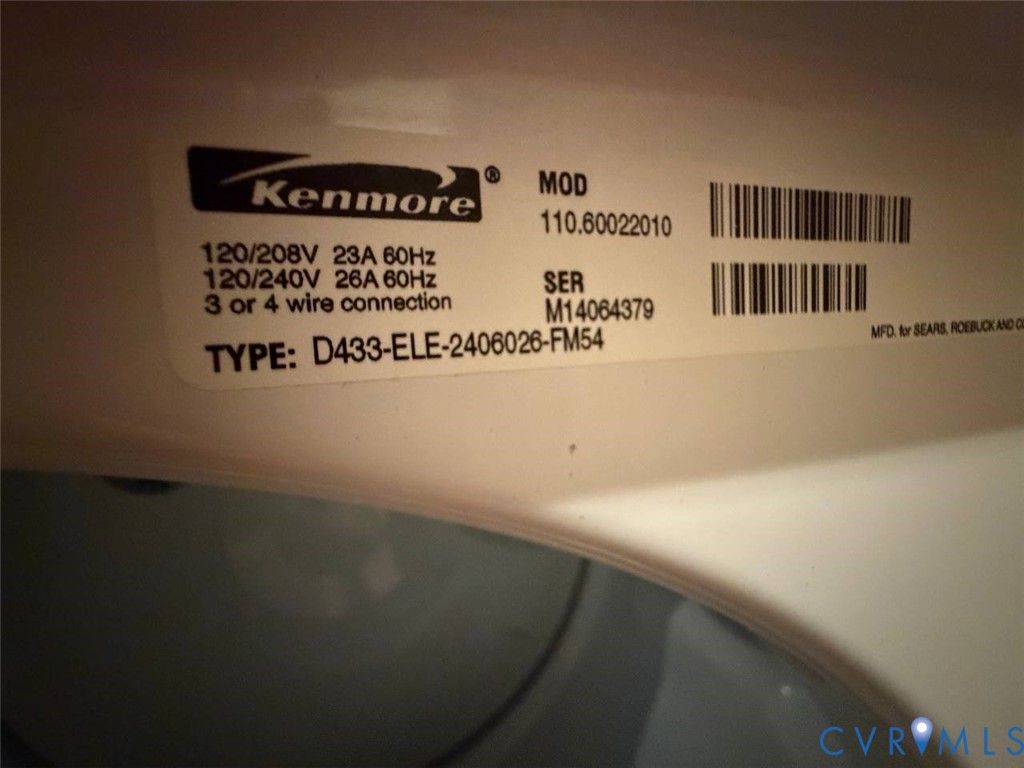 Kenmore®
120/208V 23A 60Hz
120/240V 26A 60Hz
3 or 4 wire connection
TYPE: D433-ELE-2406026-FM54
MOD
110.60022010
SER
M14064379
MFD. for SEARS, ROEBUCK AND
CVRMLS